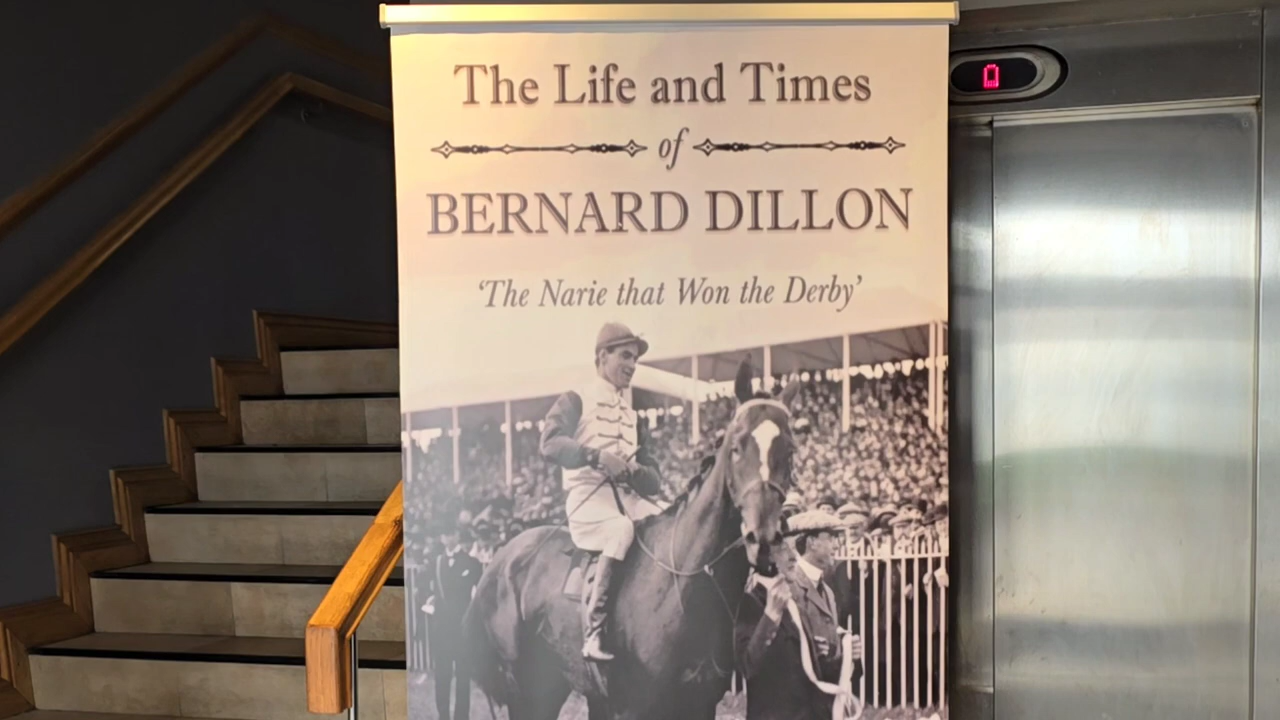 The Life and Times
of
BERNARD DILLON
‘The Narie that Won the Derby’
0